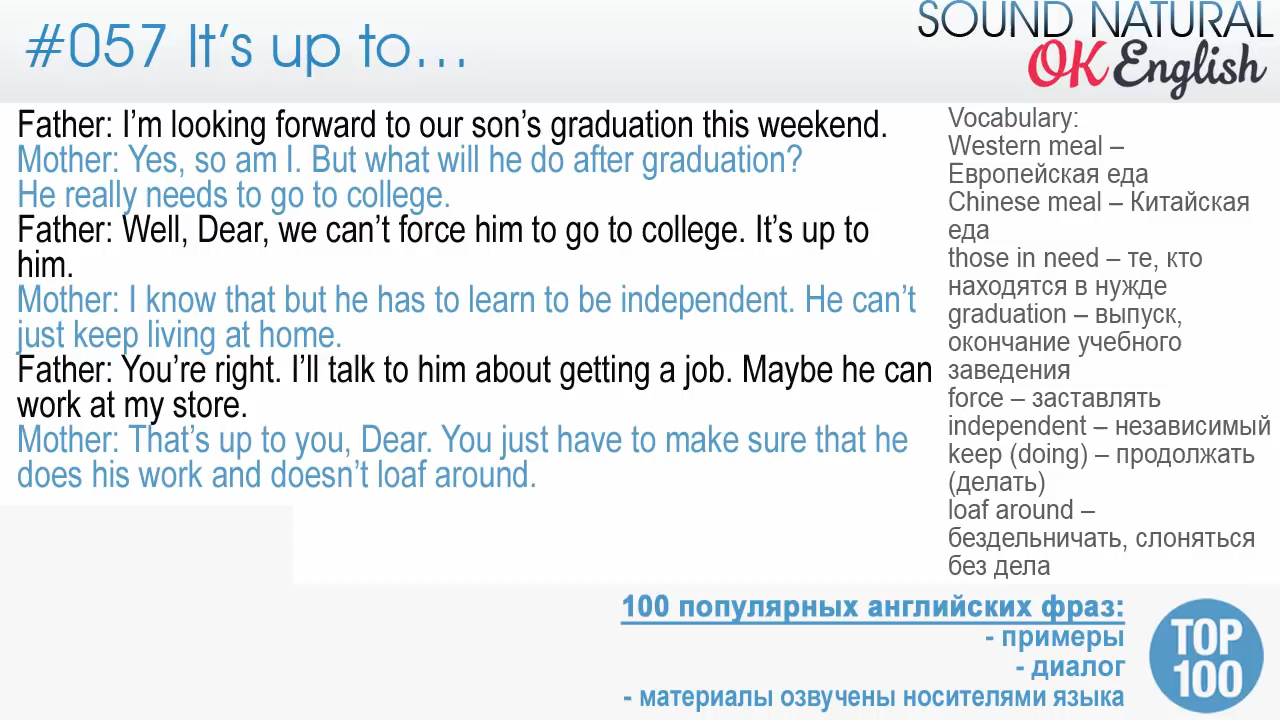 #057 It's up to...
SOUND NATURAL
OK English
Father: I'm looking forward to our son's graduation this weekend.
Mother: Yes, so am I. But what will he do after graduation?
He really needs to go to college.
Father: Well, Dear, we can't force him to go to college. It's up to
him.
Mother: I know that but he has to learn to be independent. He can't
just keep living at home.
Father: You're right. I'll talk to him about getting a job. Maybe he can
work at my store.
Mother: That's up to you, Dear. You just have to make sure that he
does his work and doesn't loaf around.
Vocabulary:
Western meal –
Европейская еда
Chinese meal – Китайская
еда
those in need – те, кто
находятся в нужде
graduation – выпуск,
окончание учебного
заведения
force – заставлять
independent – независимый
keep (doing) – продолжать
(делать)
loaf around –
бездельничать, слоняться
без дела
100 популярных английских фраз:
- примеры
- диалог
- материалы озвучены носителями языка
TOP
100